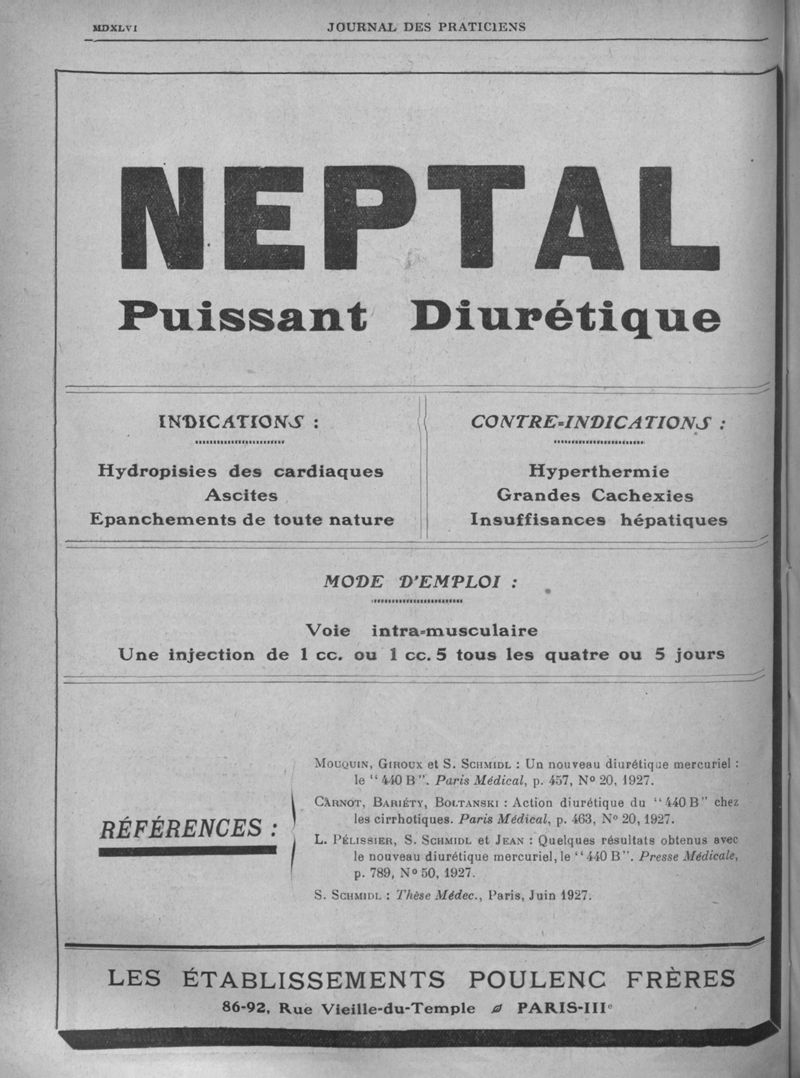 MDXLVI
JOURNAL DES PRATICIENS
NEPTAL
Puissant Diurétique
INDICATIONS :
Hydropisies des cardiaques
Ascites
Epanchements de toute nature
CONTRE-INDICATIONS :
Hyperthermie
Grandes Cachexies
Insuffisances hépatiques
MODE D'EMPLOI :
Voie intra-musculaire
Une injection de 1 cc. ou 1 cc. 5 tous les quatre ou 5 jours
RÉFÉRENCES :
MOUQUIN, GIROUX et S. SCHMIDL : Un nouveau diurétique mercuriel :
le “ 440 B ”. Paris Médical, p. 457, Nº 20, 1927.
CARNOT, BARIÉTY, BOLTANSKI : Action diurétique du “ 440 B ” chez
les cirrhotiques. Paris Médical, p. 463, Nº 20, 1927.
L. PÉLISSIER, S. SCHMIDL et JEAN : Quelques résultats obtenus avec
le nouveau diurétique mercuriel, le “ 440 B ”. Presse Médicale,
p. 789, Nº 50, 1927.
S. SCHMIDL : Thèse Médec., Paris, Juin 1927.
LES ÉTABLISSEMENTS POULENC FRÈRES
86-92, Rue Vieille-du-Temple PARIS-IIIᵉ